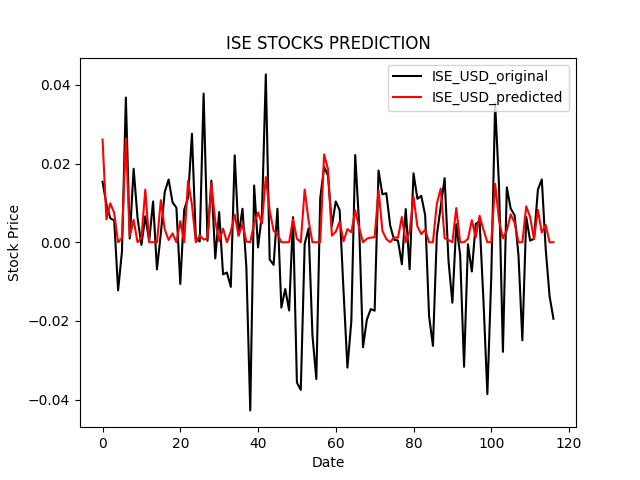 ISE STOCKS PREDICTION
ISE_USD_original
ISE_USD_predicted
Stock Price
0.04
0.02
0.00
−0.02
−0.04
0 20 40 60 80 100 120
Date